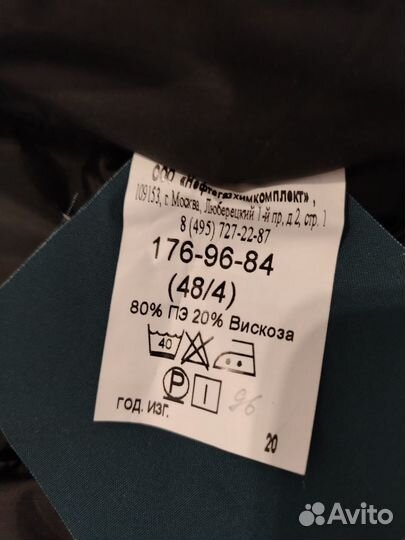 ООО «Нефтегазхимкомплект»,
109153, г. Москва, Люберецкий 1-й пр, д.2, стр. 1
8 (495) 727-22-87
176-96-84
(48/4)
80% ПЭ 20% Вискоза
40
P I 96
ГОД. ИЗГ.
20
Avito